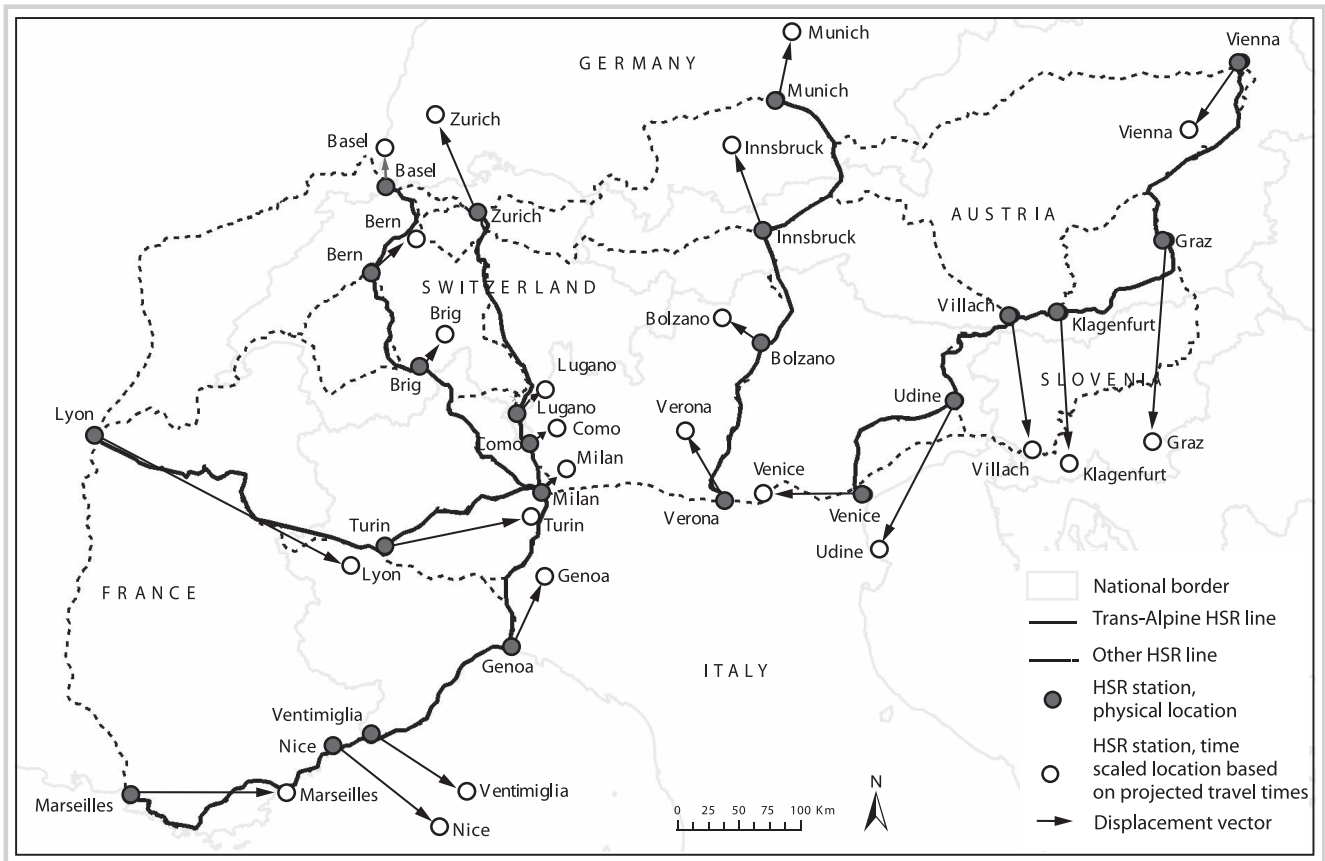 Munich
Vienna
GERMANY
Munich
Zurich
Basel
Innsbruck
Vienna
Basel
Bern
Zurich
AUSTRIA
Innsbruck
Graz
Bern
SWITZERLAND
Villach
Brig
Bolzano
Klagenfurt
Bolzano
Lugano
Brig
SLOVENIA
Udine
Verona
Lyon
Lugano
Como
Como
Graz
Milan
Venice
Villach
Klagenfurt
Milan
Verona
Venice
Turin
Turin
Udine
Lyon
Genoa
FRANCE
National border
Trans-Alpine HSR line
Genoa
ITALY
Other HSR line
HSR station,
physical location
Ventimiglia
Nice
HSR station, time
scaled location based
on projected travel times
Marseilles
Marseilles
Ventimiglia
Nice
N
0 25 50 75 100 Km
Displacement vector